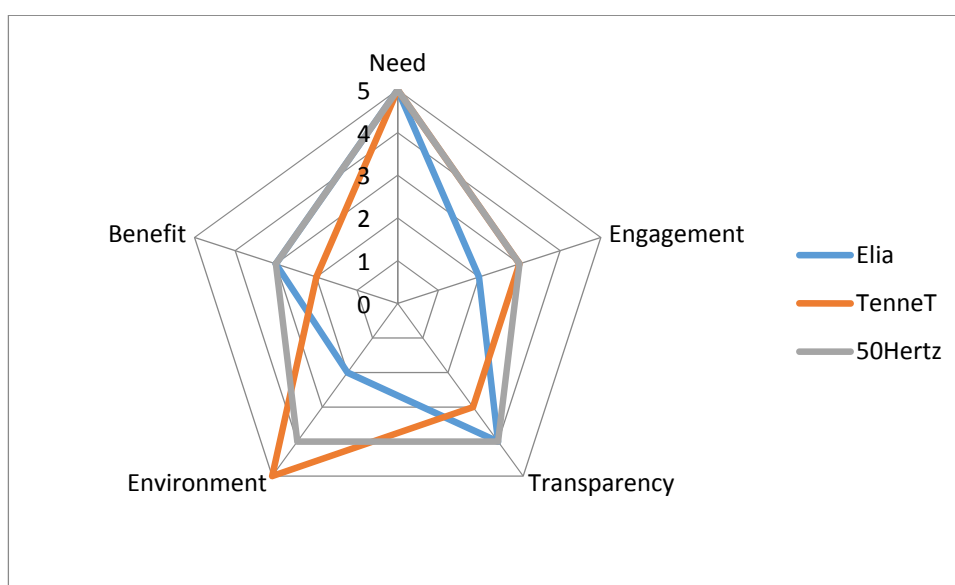 Need
5
4
3
2
1
0
Benefit
Engagement
Environment
Transparency
Elia
TenneT
50Hertz